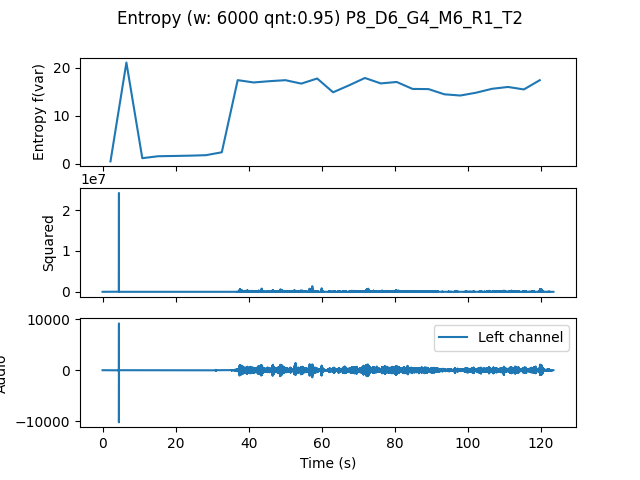 Entropy (w: 6000 qnt:0.95) P8_D6_G4_M6_R1_T2
Entropy f(var)
20
10
0
1e7
Squared
2
1
0
Audio
10000
0
−10000
Left channel
0 20 40 60 80 100 120
Time (s)